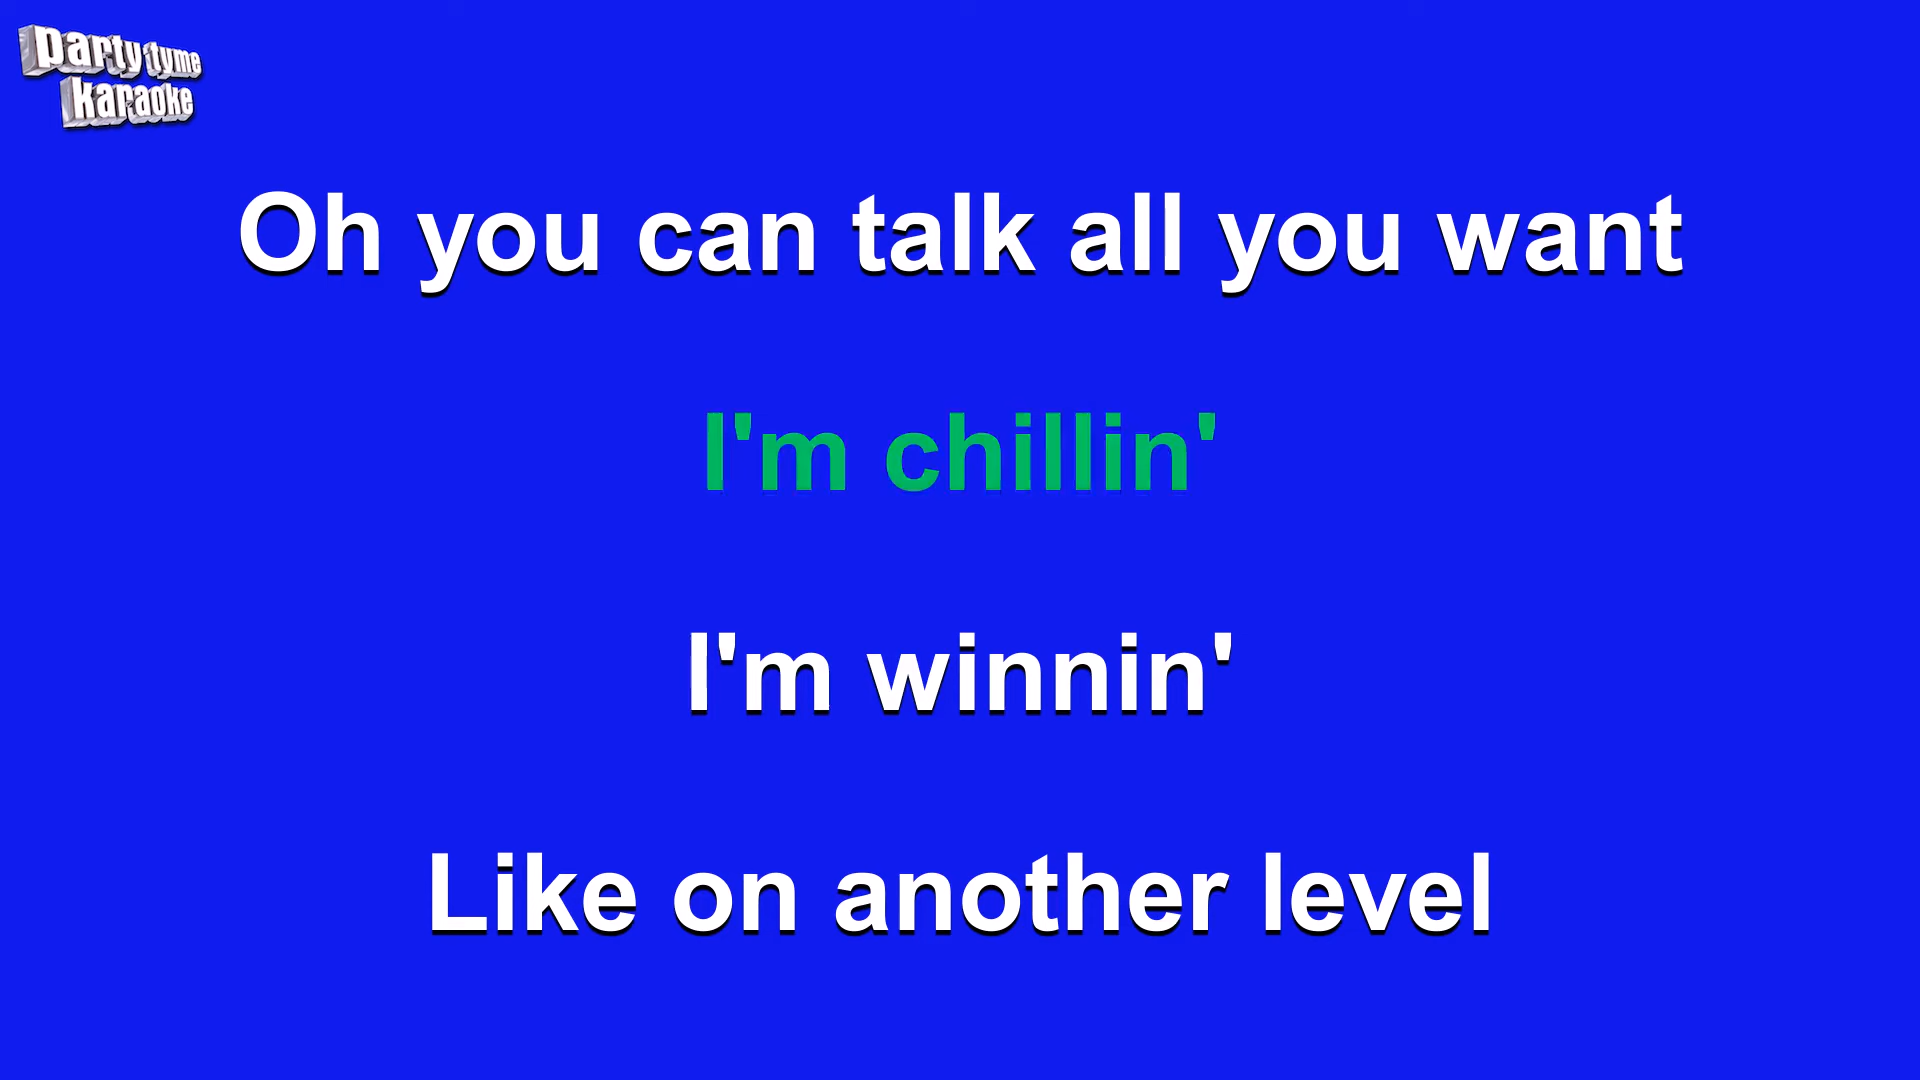 party tyme
karaoke
Oh you can talk all you want
I'm chillin'
I'm winnin'
Like on another level